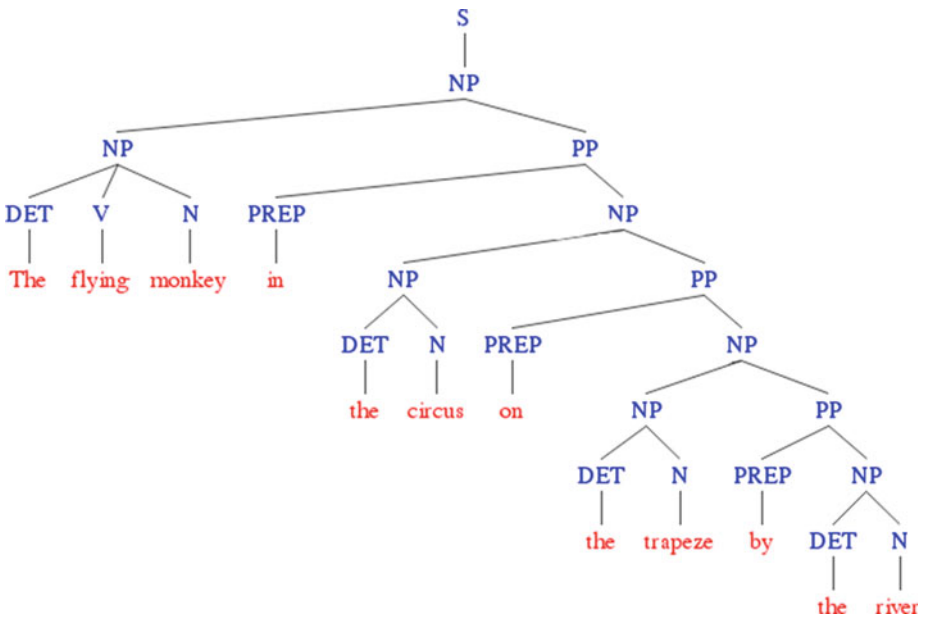 S
NP
NP PP
DET V N PREP NP
The flying monkey in NP PP
DET N PREP NP
the circus on NP PP
DET N PREP NP
the trapeze by DET N
the river